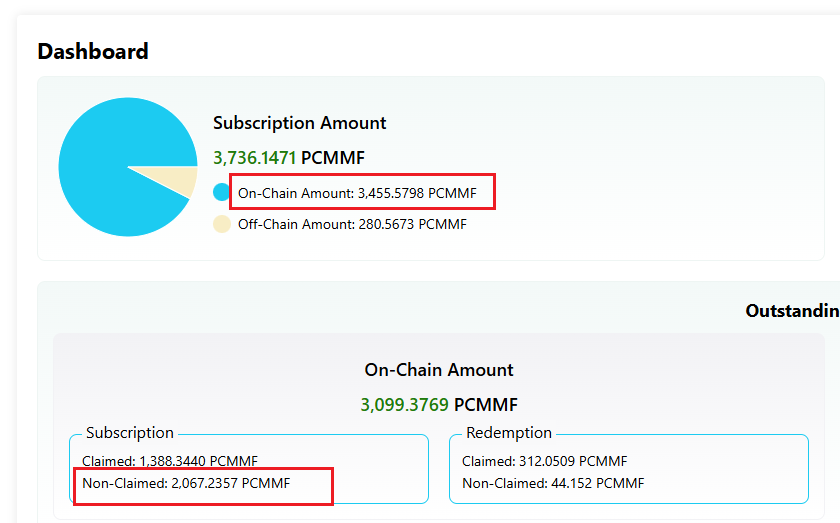 Dashboard
Subscription Amount
3,736.1471 PCMMF
On-Chain Amount: 3,455.5798 PCMMF
Off-Chain Amount: 280.5673 PCMMF
Outstandin
On-Chain Amount
3,099.3769 PCMMF
Subscription
Claimed: 1,388.3440 PCMMF
Non-Claimed: 2,067.2357 PCMMF
Redemption
Claimed: 312.0509 PCMMF
Non-Claimed: 44.152 PCMMF